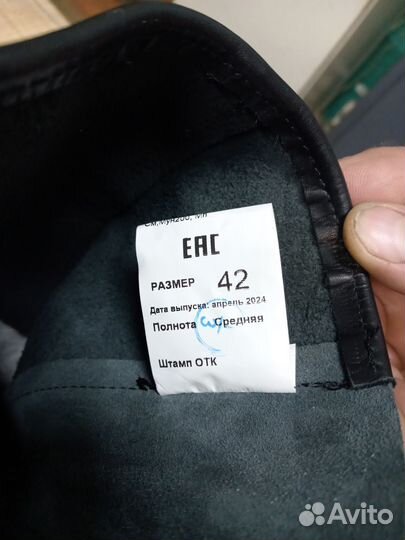 ЕАС
РАЗМЕР 42
Дата выпуска: апрель 2024
Полнота Средняя
Штамп ОТК
Avito